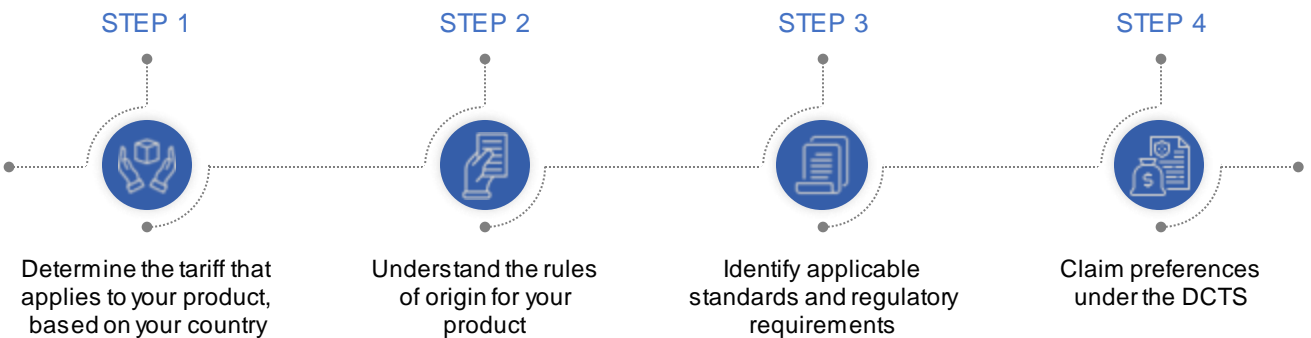 STEP 1
Determine the tariff that
applies to your product,
based on your country
STEP 2
Understand the rules
of origin for your
product
STEP 3
Identify applicable
standards and regulatory
requirements
STEP 4
$
Claim preferences
under the DCTS